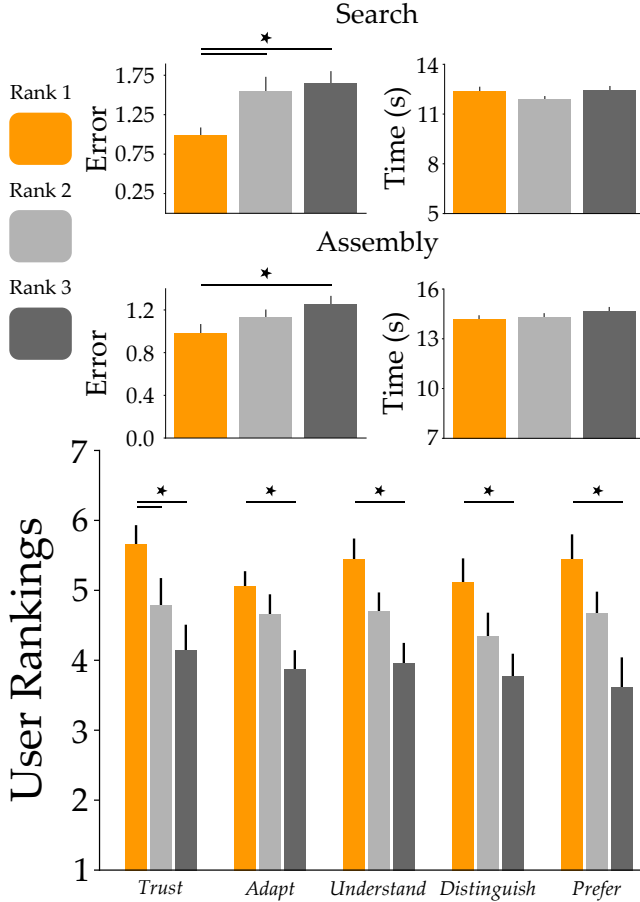 Search
Rank 1
Rank 2
Rank 3
Error
1.75
1.25
0.75
0.25
★
Time (s)
14
11
8
5
Assembly
Error
1.2
0.8
0.4
0.0
★
Time (s)
16
13
10
7
User Rankings
7
6
5
4
3
2
1
★ ★ ★ ★ ★
Trust Adapt Understand Distinguish Prefer